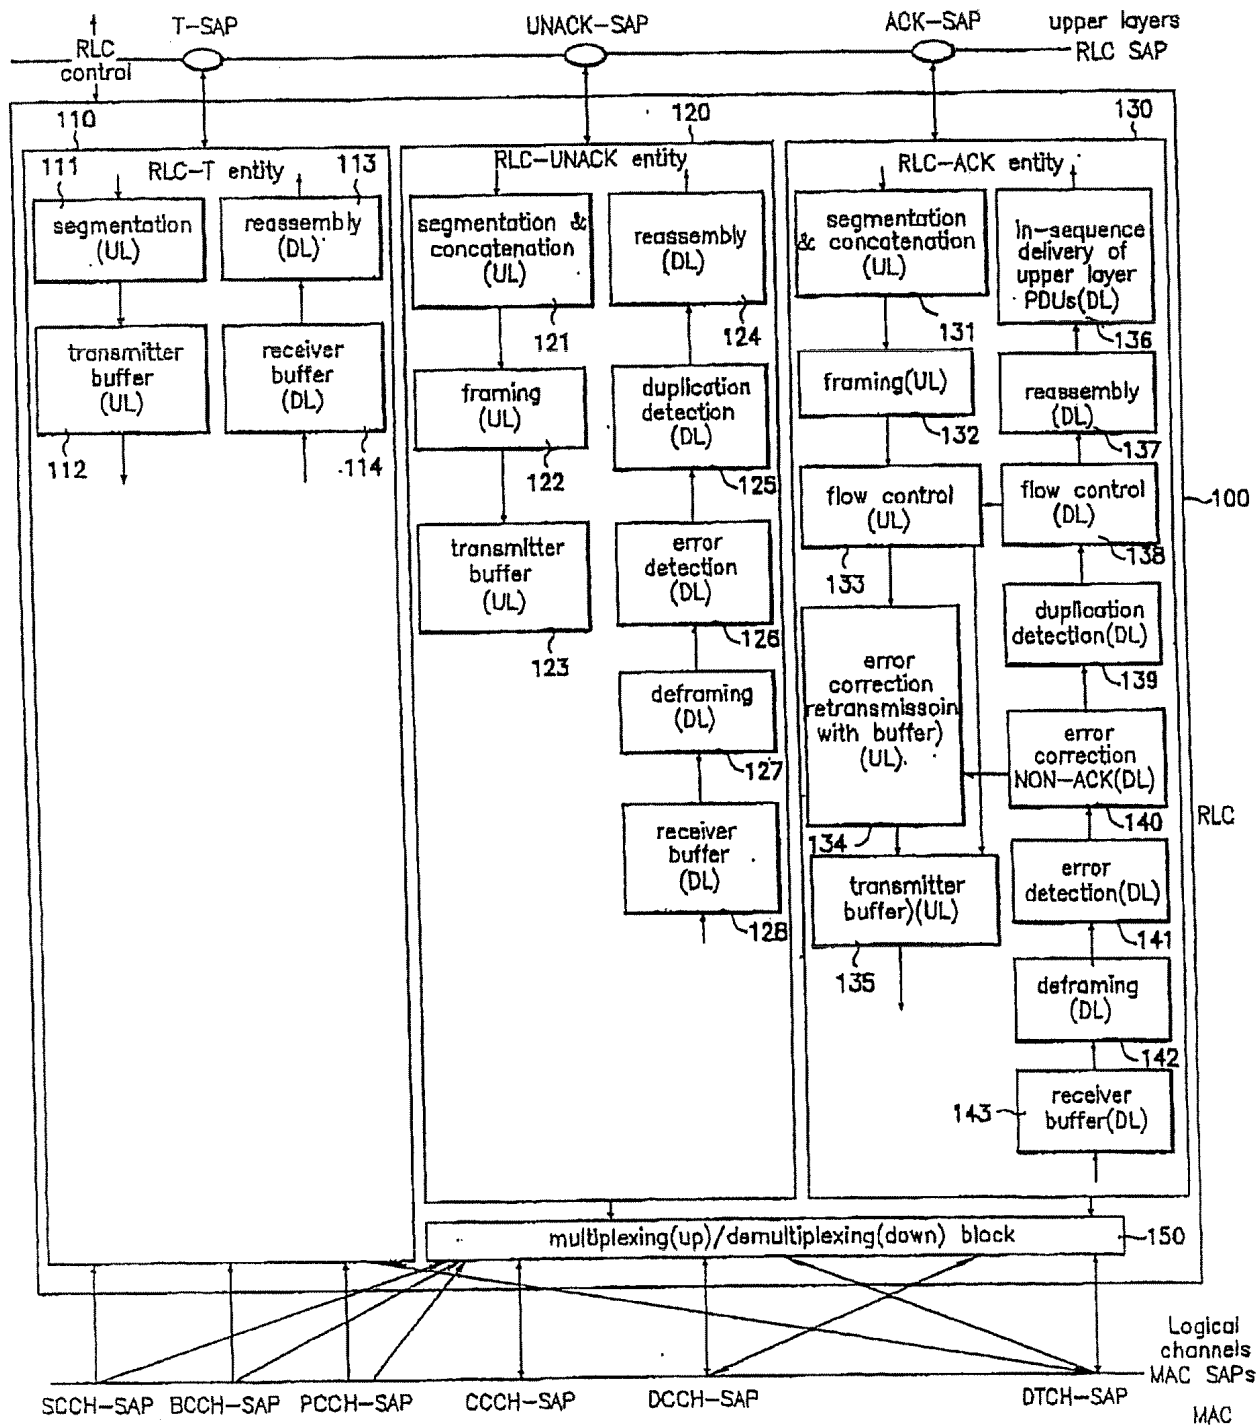 T-SAP
UNACK-SAP
ACK-SAP
upper layers
RLC
control
RLC SAP
110
120
130
RLC-T entity
RLC-UNACK entity
RLC-ACK entity
111
113
segmentation
(UL)
reassembly
(DL)
segmentation &
concatenation
(UL)
reassembly
(DL)
segmentation
& concatenation
(UL)
in-sequence
delivery of
upper layer
PDUs(DL)
121
124
131
136
transmitter
buffer
(UL)
receiver
buffer
(DL)
framing
(UL)
duplication
detection
(DL)
framing(UL)
reassembly
(DL)
112
114
122
125
132
137
flow control
(UL)
flow control
(DL)
100
133
138
transmitter
buffer
(UL)
error
detection
(DL)
duplication
detection(DL)
123
126
139
deframing
(DL)
error
correction
retransmissoin
with buffer)
(UL).
error
correction
NON-ACK(DL)
127
134
140
RLC
receiver
buffer
(DL)
transmitter
buffer)(UL)
error
detection(DL)
128
135
141
deframing
(DL)
142
143
receiver
buffer(DL)
multiplexing(up)/demultiplexing(down) block
150
Logical
channels
MAC SAPs
SCCH-SAP
BCCH-SAP
PCCH-SAP
CCCH-SAP
DCCH-SAP
DTCH-SAP
MAC